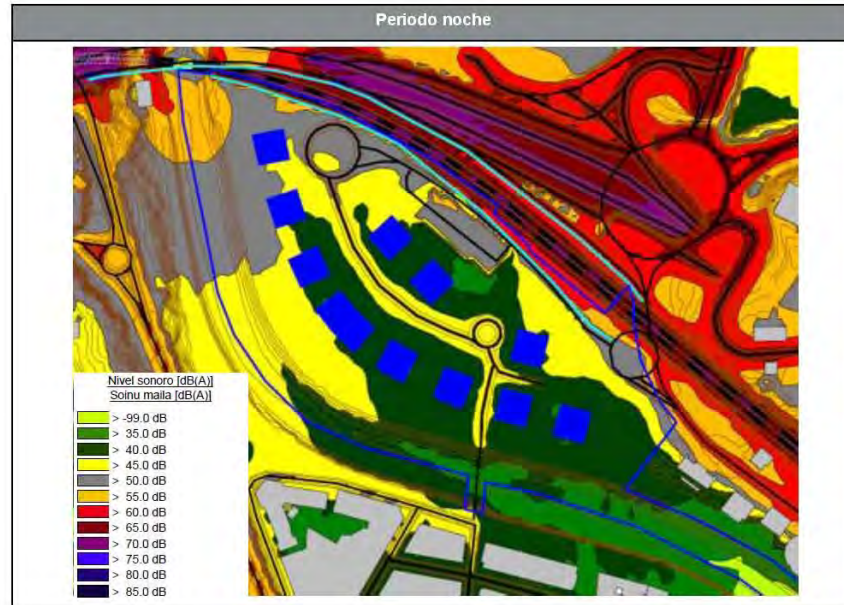 Periodo noche
Nivel sonoro [dB(A)]
Soinu maila [dB(A)]
> -99.0 dB
> 35.0 dB
> 40.0 dB
> 45.0 dB
> 50.0 dB
> 55.0 dB
> 60.0 dB
> 65.0 dB
> 70.0 dB
> 75.0 dB
> 80.0 dB
> 85.0 dB